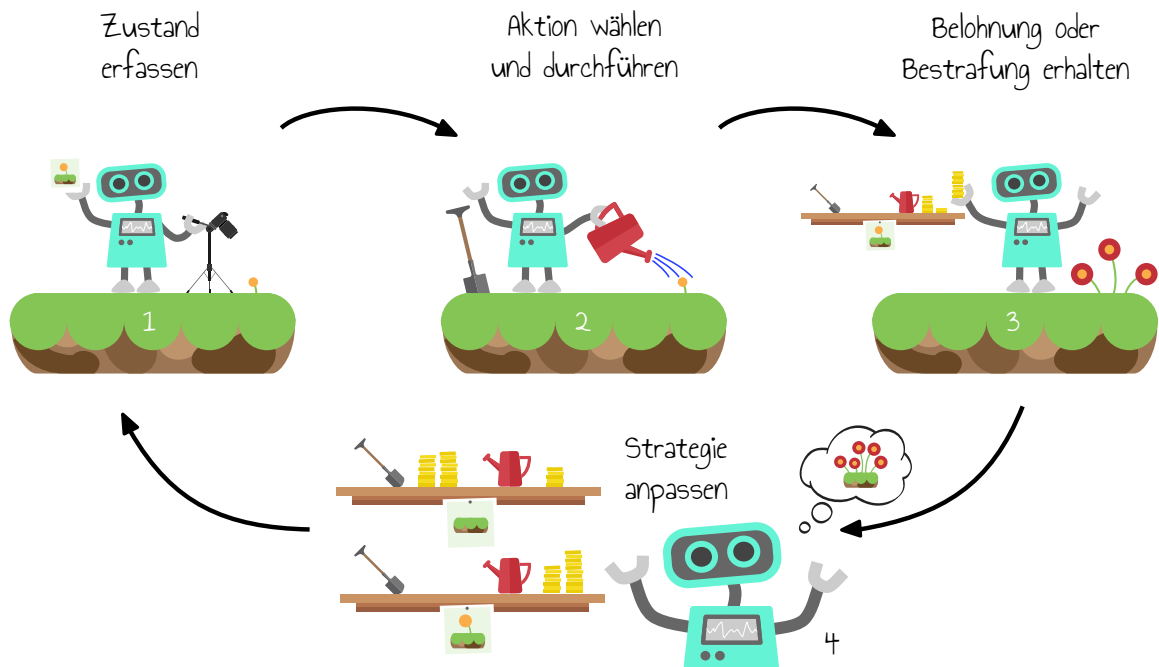 Zustand
erfassen
Aktion wählen
und durchführen
Belohnung oder
Bestrafung erhalten
1
2
3
Strategie
anpassen
4